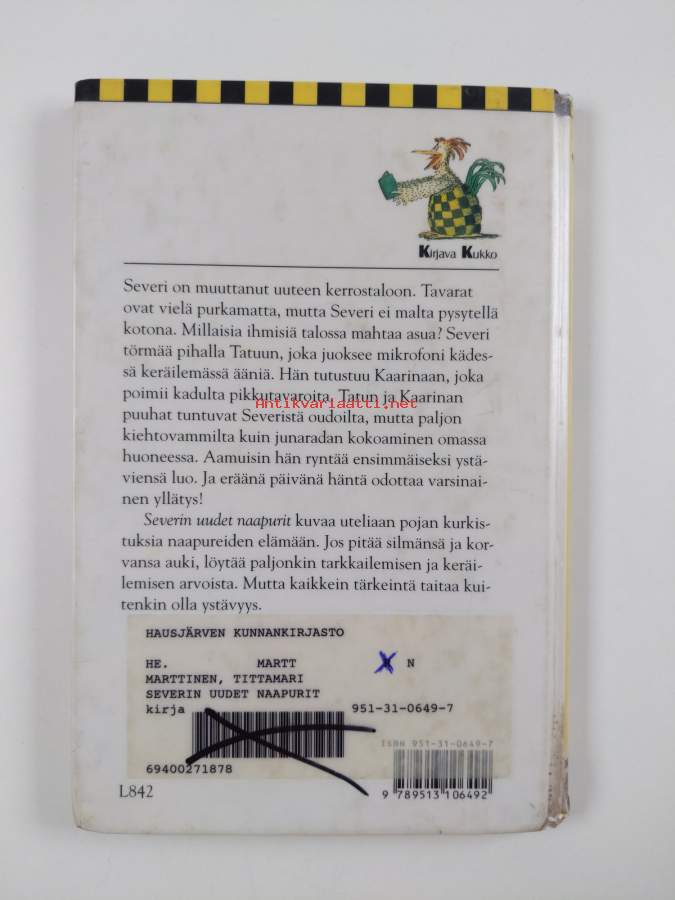 Kirjava Kukko
Severi on muuttanut uuteen kerrostaloon. Tavarat
ovat vielä purkamatta, mutta Severi ei malta pysytellä
kotona. Millaisia ihmisiä talossa mahtaa asua? Severi
törmää pihalla Tatuun, joka juoksee mikrofoni kädes-
sä keräilemässä ääniä. Hän tutustuu Kaarinaan, joka
poimii kadulta pikkutavaroita. Tatun ja Kaarinan
Antikvariaatti.net
puuhat tuntuvat Severistä oudoilta, mutta paljon
kiehtovammilta kuin junaradan kokoaminen omassa
huoneessa. Aamuisin hän ryntää ensimmäiseksi ystä-
viensä luo. Ja eräänä päivänä häntä odottaa varsinai-
nen yllätys!
Severin uudet naapurit kuvaa uteliaan pojan kurkis-
tuksia naapureiden elämään. Jos pitää silmänsä ja kor-
vansa auki, löytää paljonkin tarkkailemisen ja keräi-
lemisen arvoista. Mutta kaikkein tärkeintä taitaa kui-
tenkin olla ystävyys.
HAUSJÄRVEN KUNNANKIRJASTO
HE. MARTT N
MARTTINEN, TITTAMARI
SEVERIN UUDET NAAPURIT
kirja 951-31-0649-7
ISBN 951-31-0649-7
69400271878
L842
9 789513 106492